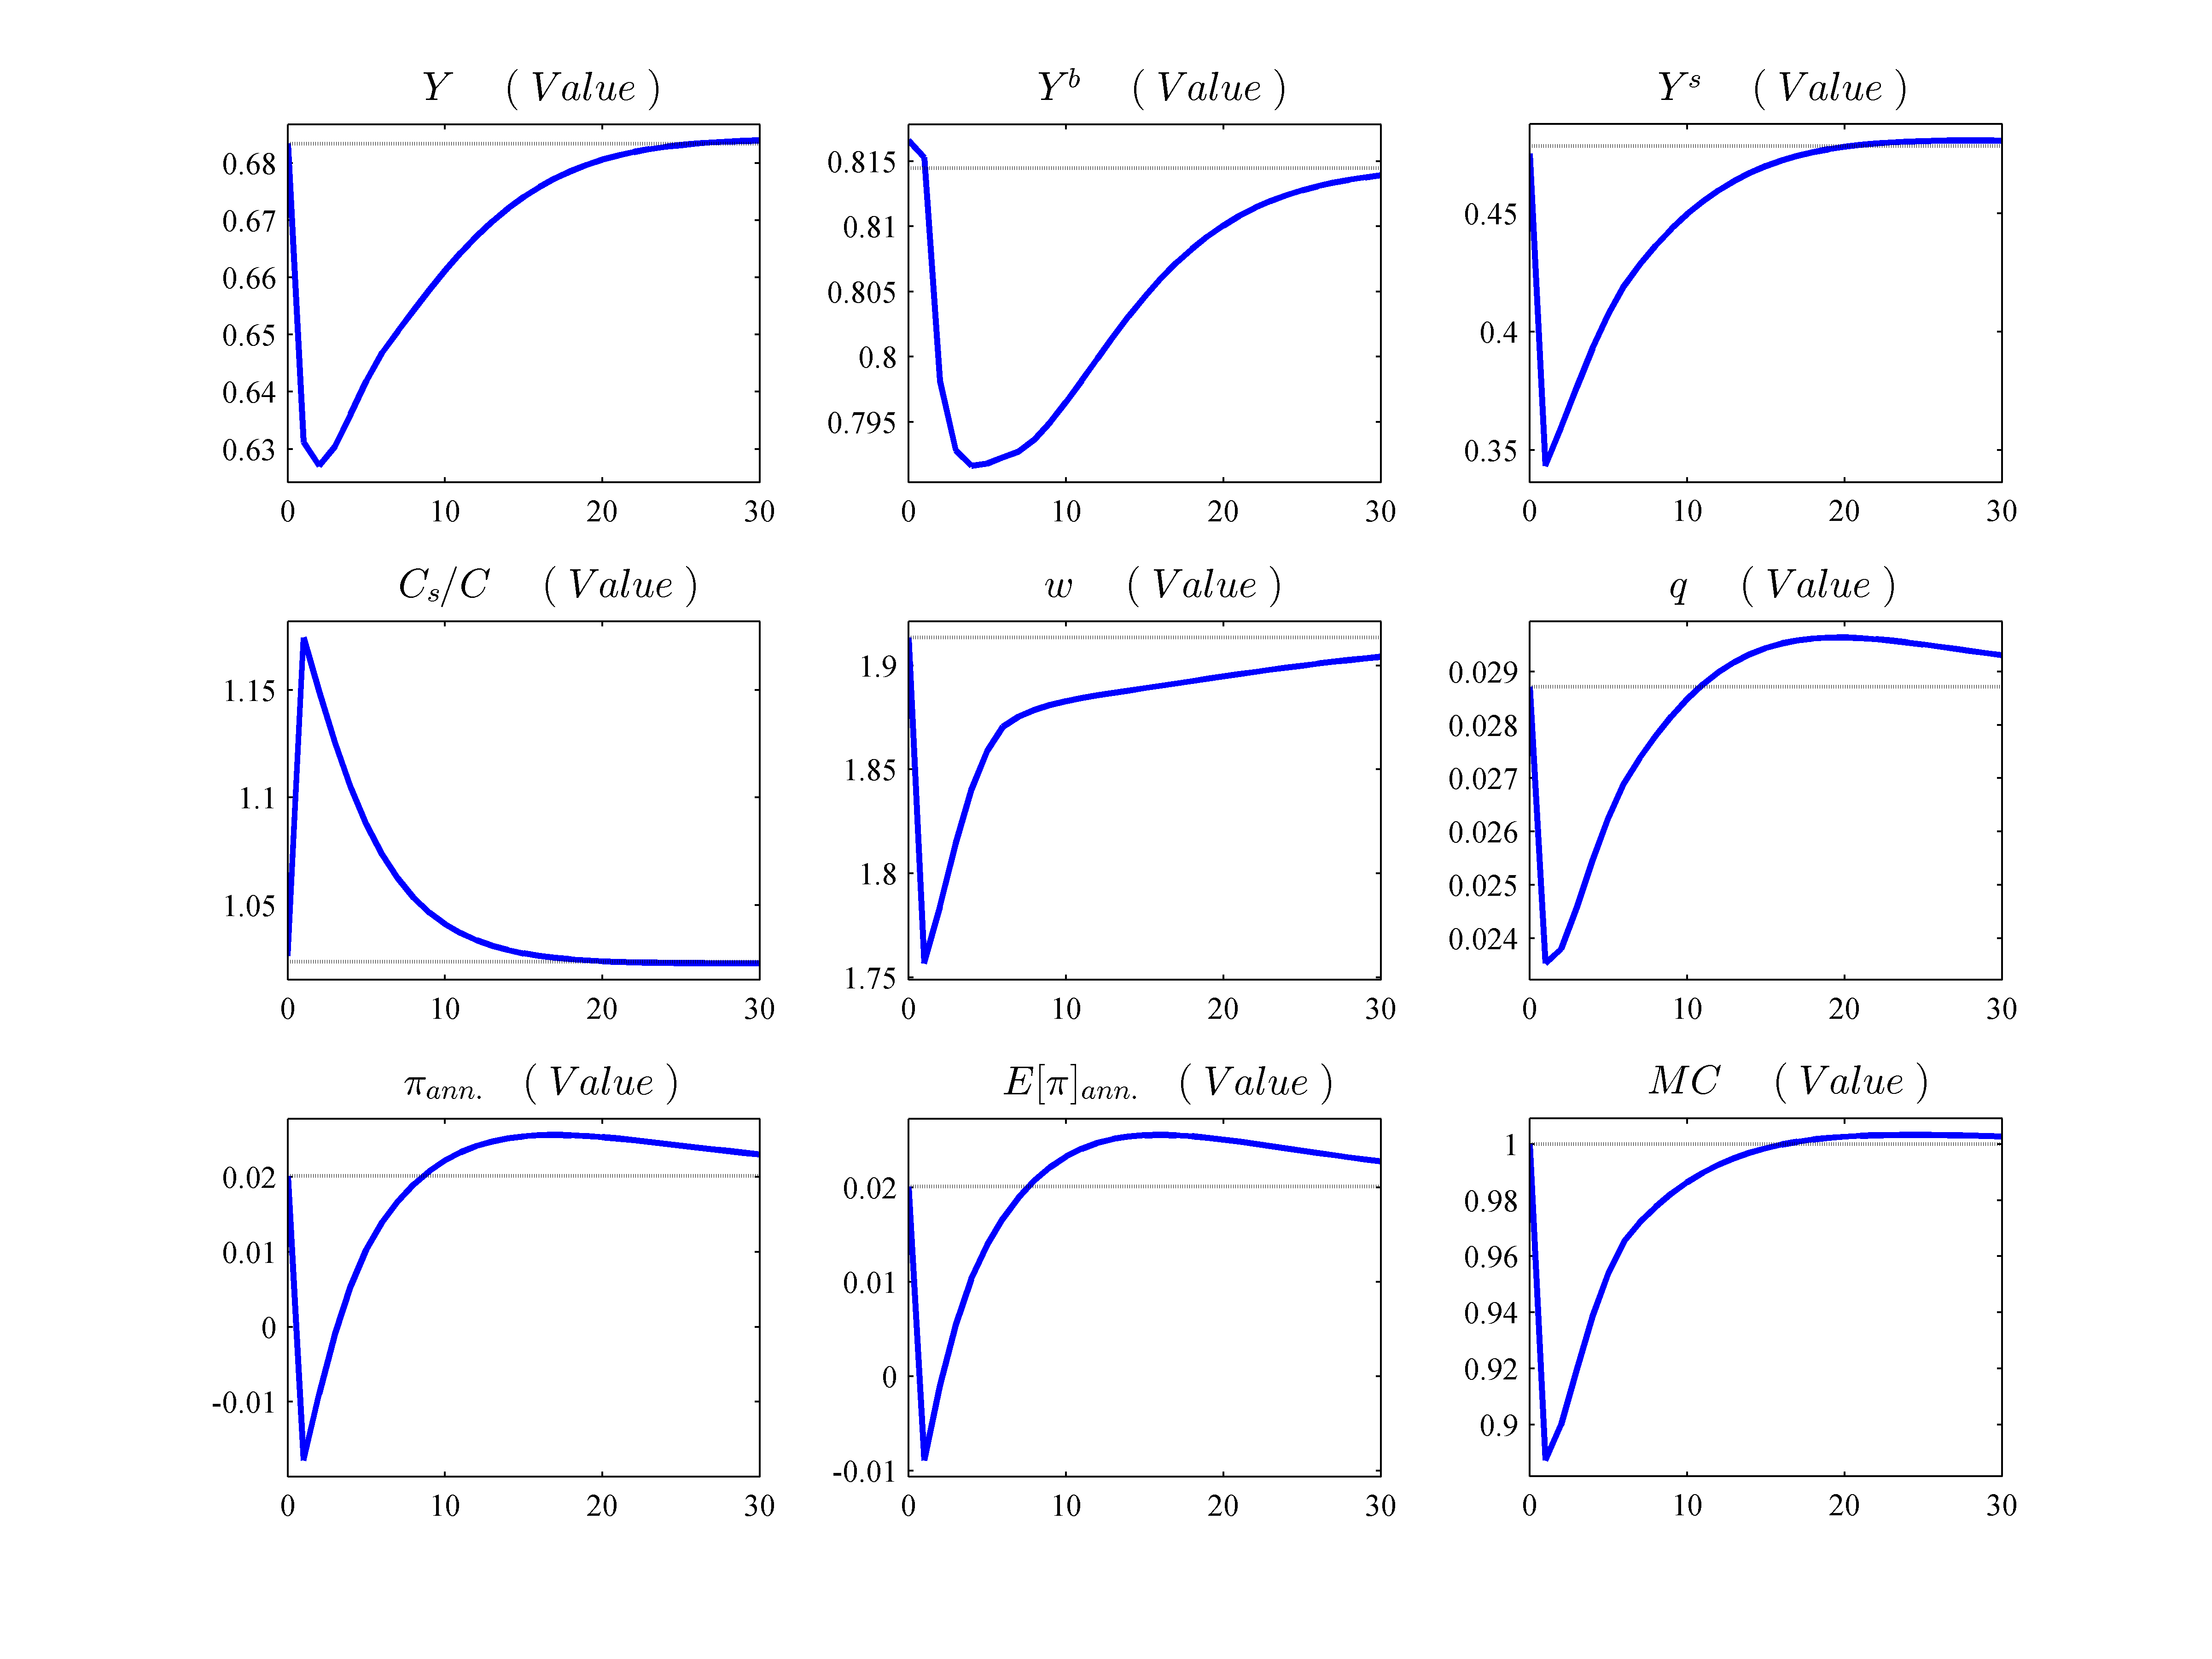 Y ( Value ) Y^b ( Value ) Y^s ( Value )
0.68 0.815
0.67 0.45
0.66 0.81
0.65 0.805 0.4
0.64 0.8
0.63 0.795 0.35
0 10 20 30 0 10 20 30 0 10 20 30
C_s/C ( Value ) w ( Value ) q ( Value )
1.15 1.9 0.029
0.028
1.1 1.85 0.027
0.026
1.05 1.8 0.025
1.75 0.024
0 10 20 30 0 10 20 30 0 10 20 30
π_ann. ( Value ) E[π]_ann. ( Value ) MC ( Value )
0.02 0.02 1
0.98
0.01 0.01 0.96
0 0 0.94
0.92
-0.01 -0.01 0.9
0 10 20 30 0 10 20 30 0 10 20 30